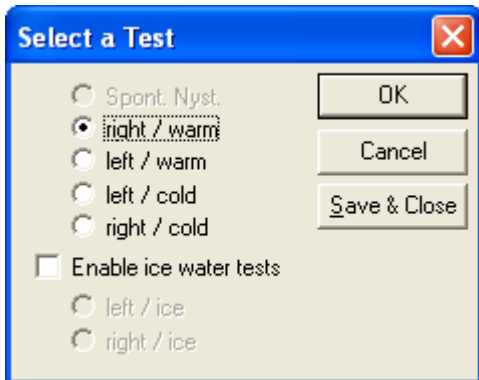 Select a Test
Spont. Nyst.
OK
right / warm
left / warm
Cancel
left / cold
Save & Close
right / cold
Enable ice water tests
left / ice
right / ice